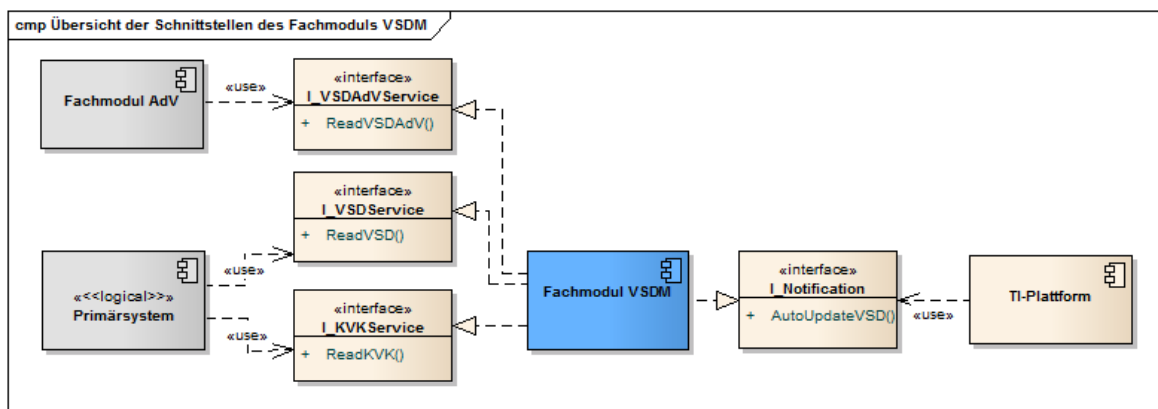 cmp Übersicht der Schnittstellen des Fachmoduls VSDM
Fachmodul AdV
«use»
«interface»
I_VSDAdVService
+ ReadVSDAdV()
«interface»
I_VSDService
+ ReadVSD()
«<<logical>>»
Primärsystem
«use»
«use»
«interface»
I_KVKService
+ ReadKVK()
Fachmodul VSDM
«interface»
I_Notification
+ AutoUpdateVSD()
«use»
TI-Plattform